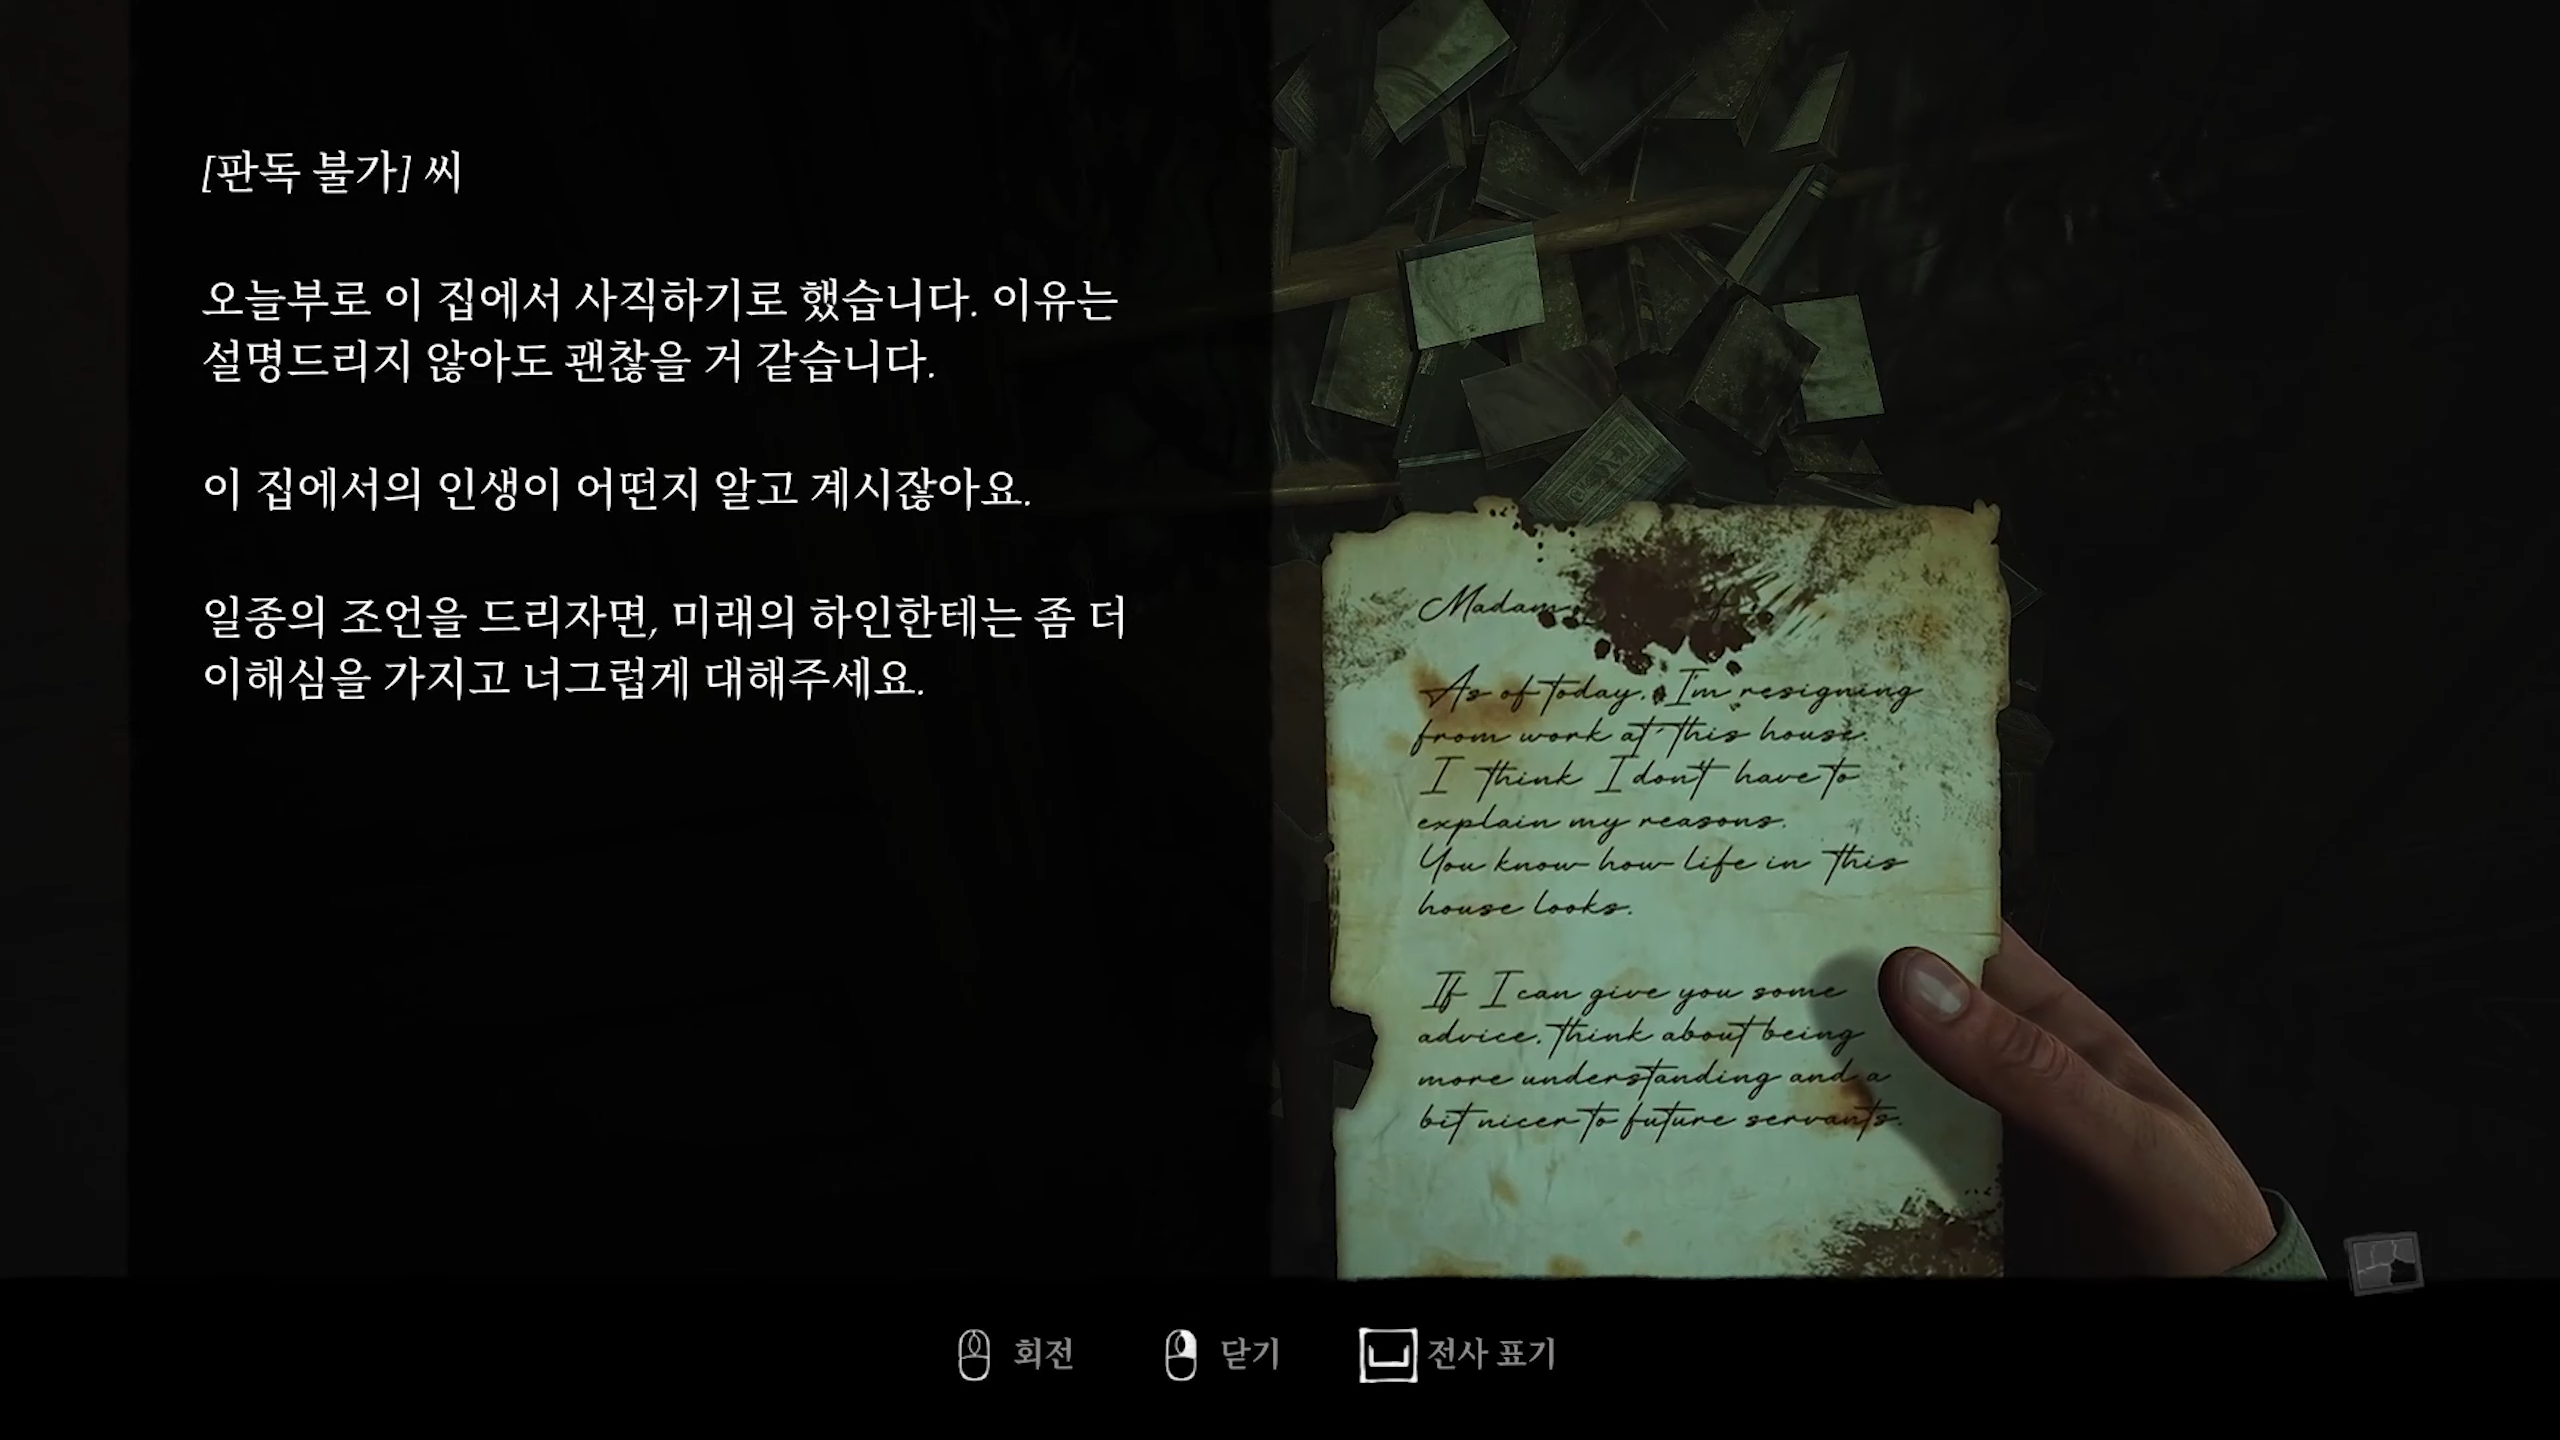 [판독 불가] 씨
오늘부로 이 집에서 사직하기로 했습니다. 이유는
설명드리지 않아도 괜찮을 거 같습니다.
이 집에서의 인생이 어떤지 알고 계시잖아요.
일종의 조언을 드리자면, 미래의 하인한테는 좀 더
이해심을 가지고 너그럽게 대해주세요.
Madam
As of today, I'm resigning
from work at this house.
I think I don't have to
explain my reasons.
You know how life in this
house looks.
If I can give you some
advice, think about being
more understanding and a
bit nicer to future servants.
회전
닫기
전사 표기